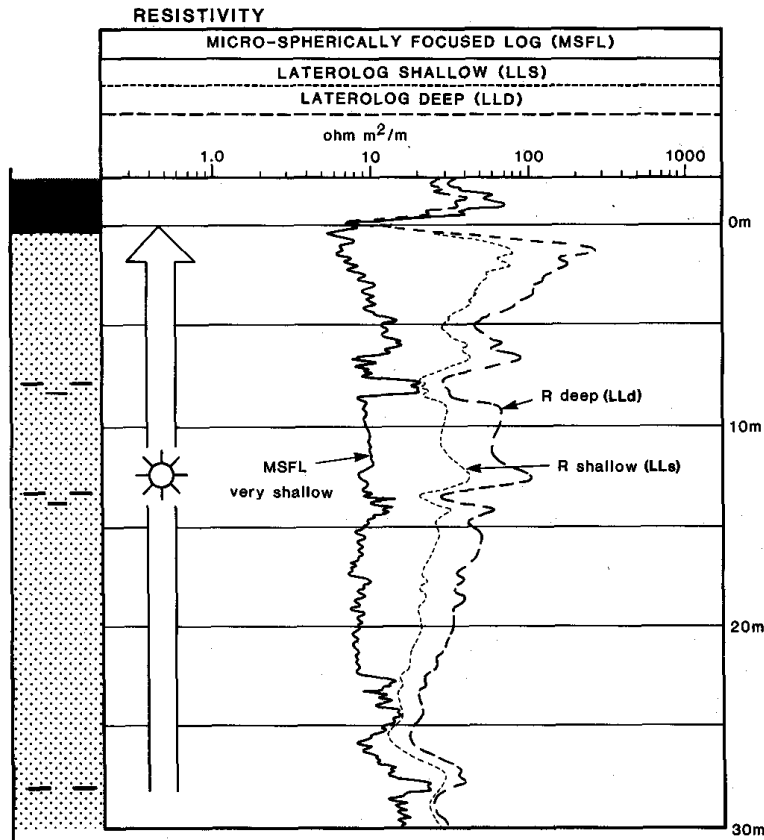 RESISTIVITY
MICRO-SPHERICALLY FOCUSED LOG (MSFL)
LATEROLOG SHALLOW (LLS)
LATEROLOG DEEP (LLD)
ohm m²/m
1.0 10 100 1000
0m
R deep (LLd)
10m
MSFL
very shallow
R shallow (LLs)
20m
30m